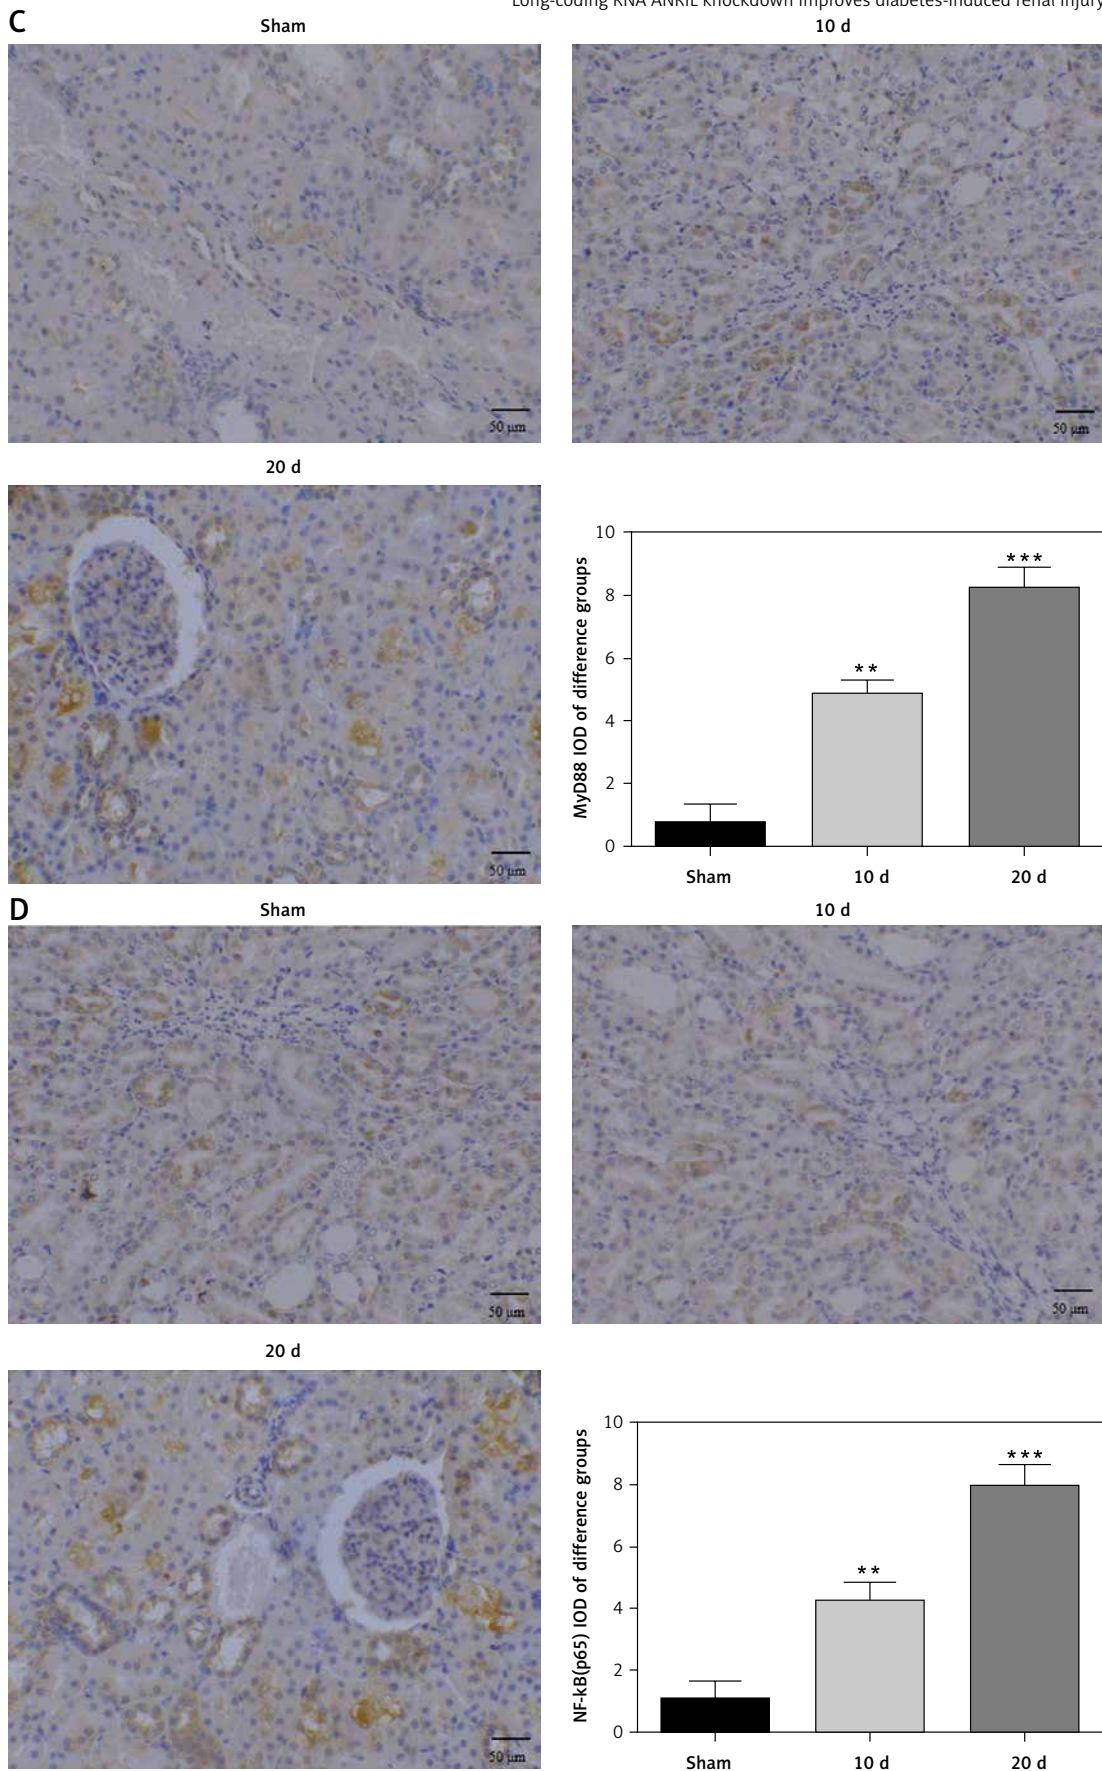 Long-coding RNA ANRIL knockdown improves diabetes-induced renal injury
C
Sham
10 d
50 µm
50 µm
20 d
50 µm
MyD88 IOD of difference groups
10
8
6
4
2
0
**
***
Sham
10 d
20 d
D
Sham
10 d
50 µm
50 µm
20 d
50 µm
NF-kB(p65) IOD of difference groups
10
8
6
4
2
0
**
***
Sham
10 d
20 d